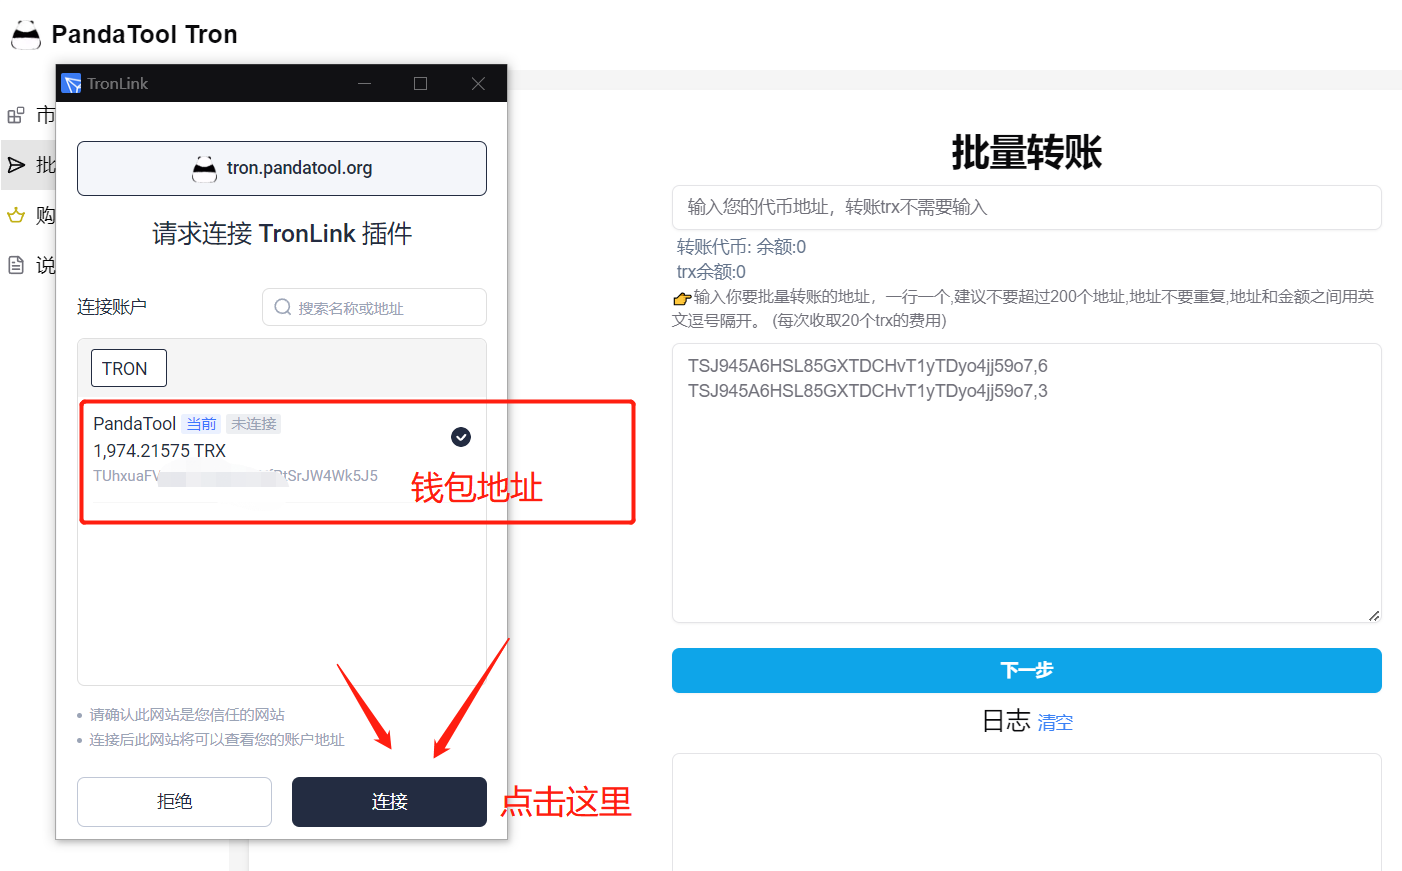 PandaTool Tron
TronLink
市
批
购
说
tron.pandatool.org
请求连接 TronLink 插件
连接账户
搜索名称或地址
TRON
PandaTool 当前 未连接
1,974.21575 TRX
TUhxuaFV
tSrJW4Wk5J5
钱包地址
请确认此网站是您信任的网站
连接后此网站将可以查看您的账户地址
拒绝
连接
点击这里
批量转账
输入您的代币地址，转账trx不需要输入
转账代币: 余额:0
trx余额:0
👉输入你要批量转账的地址，一行一个,建议不要超过200个地址,地址不要重复,地址和金额之间用英
文逗号隔开。 (每次收取20个trx的费用)
TSJ945A6HSL85GXTDCHvT1yTDyo4jj59o7,6
TSJ945A6HSL85GXTDCHvT1yTDyo4jj59o7,3
下一步
日志 清空